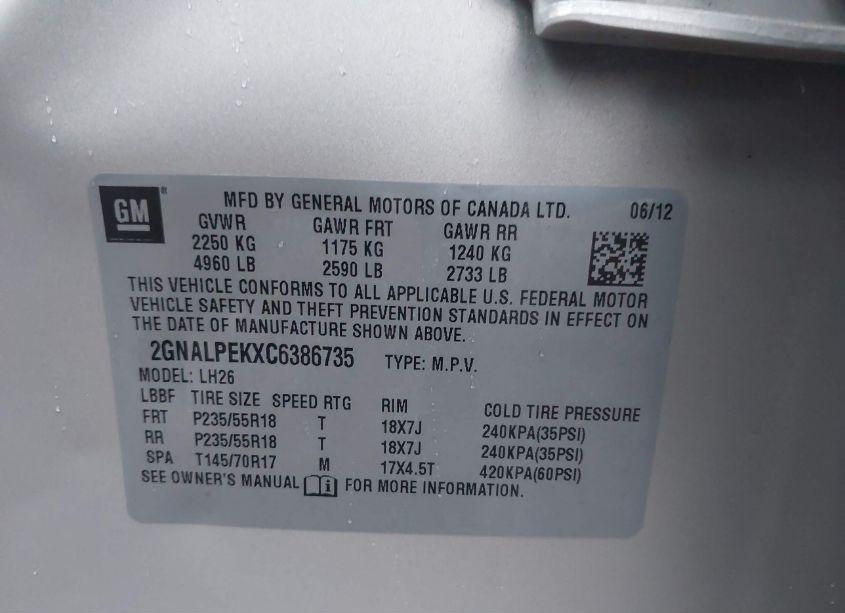 GM ®
MFD BY GENERAL MOTORS OF CANADA LTD. 06/12
GVWR GAWR FRT GAWR RR
2250 KG 1175 KG 1240 KG
4960 LB 2590 LB 2733 LB
THIS VEHICLE CONFORMS TO ALL APPLICABLE U.S. FEDERAL MOTOR
VEHICLE SAFETY AND THEFT PREVENTION STANDARDS IN EFFECT ON
THE DATE OF MANUFACTURE SHOWN ABOVE.
2GNALPEKXC6386735 TYPE: M.P.V.
MODEL: LH26
LBBF TIRE SIZE SPEED RTG RIM COLD TIRE PRESSURE
FRT P235/55R18 T 18X7J 240KPA(35PSI)
RR P235/55R18 T 18X7J 240KPA(35PSI)
SPA T145/70R17 M 17X4.5T 420KPA(60PSI)
SEE OWNER'S MANUAL i FOR MORE INFORMATION.